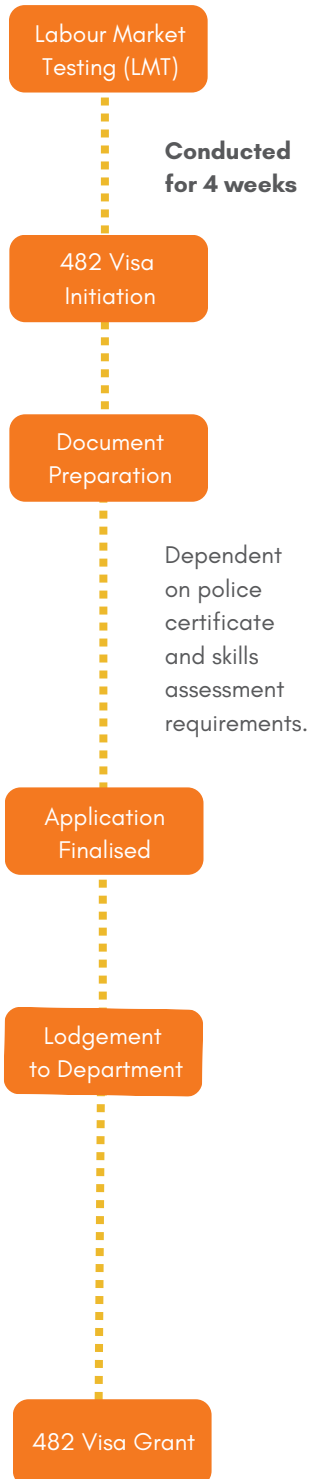 Labour Market
Testing (LMT)
Conducted
for 4 weeks
482 Visa
Initiation
Document
Preparation
Dependent
on police
certificate
and skills
assessment
requirements.
Application
Finalised
Lodgement
to Department
482 Visa Grant